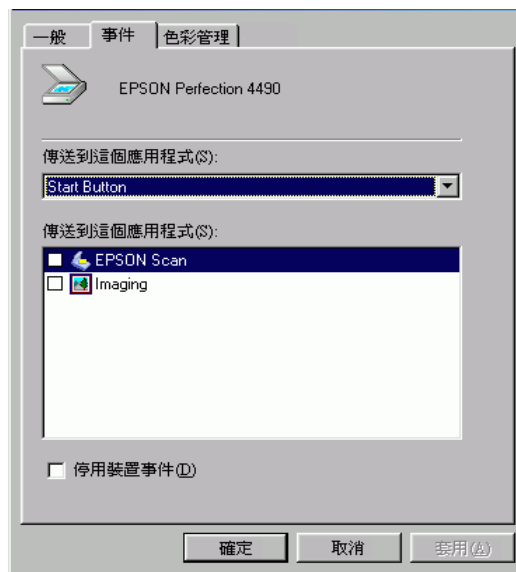 一般 事件 色彩管理
EPSON Perfection 4490
傳送到這個應用程式(S):
Start Button
傳送到這個應用程式(S):
EPSON Scan
Imaging
停用裝置事件(D)
確定 取消 套用(A)